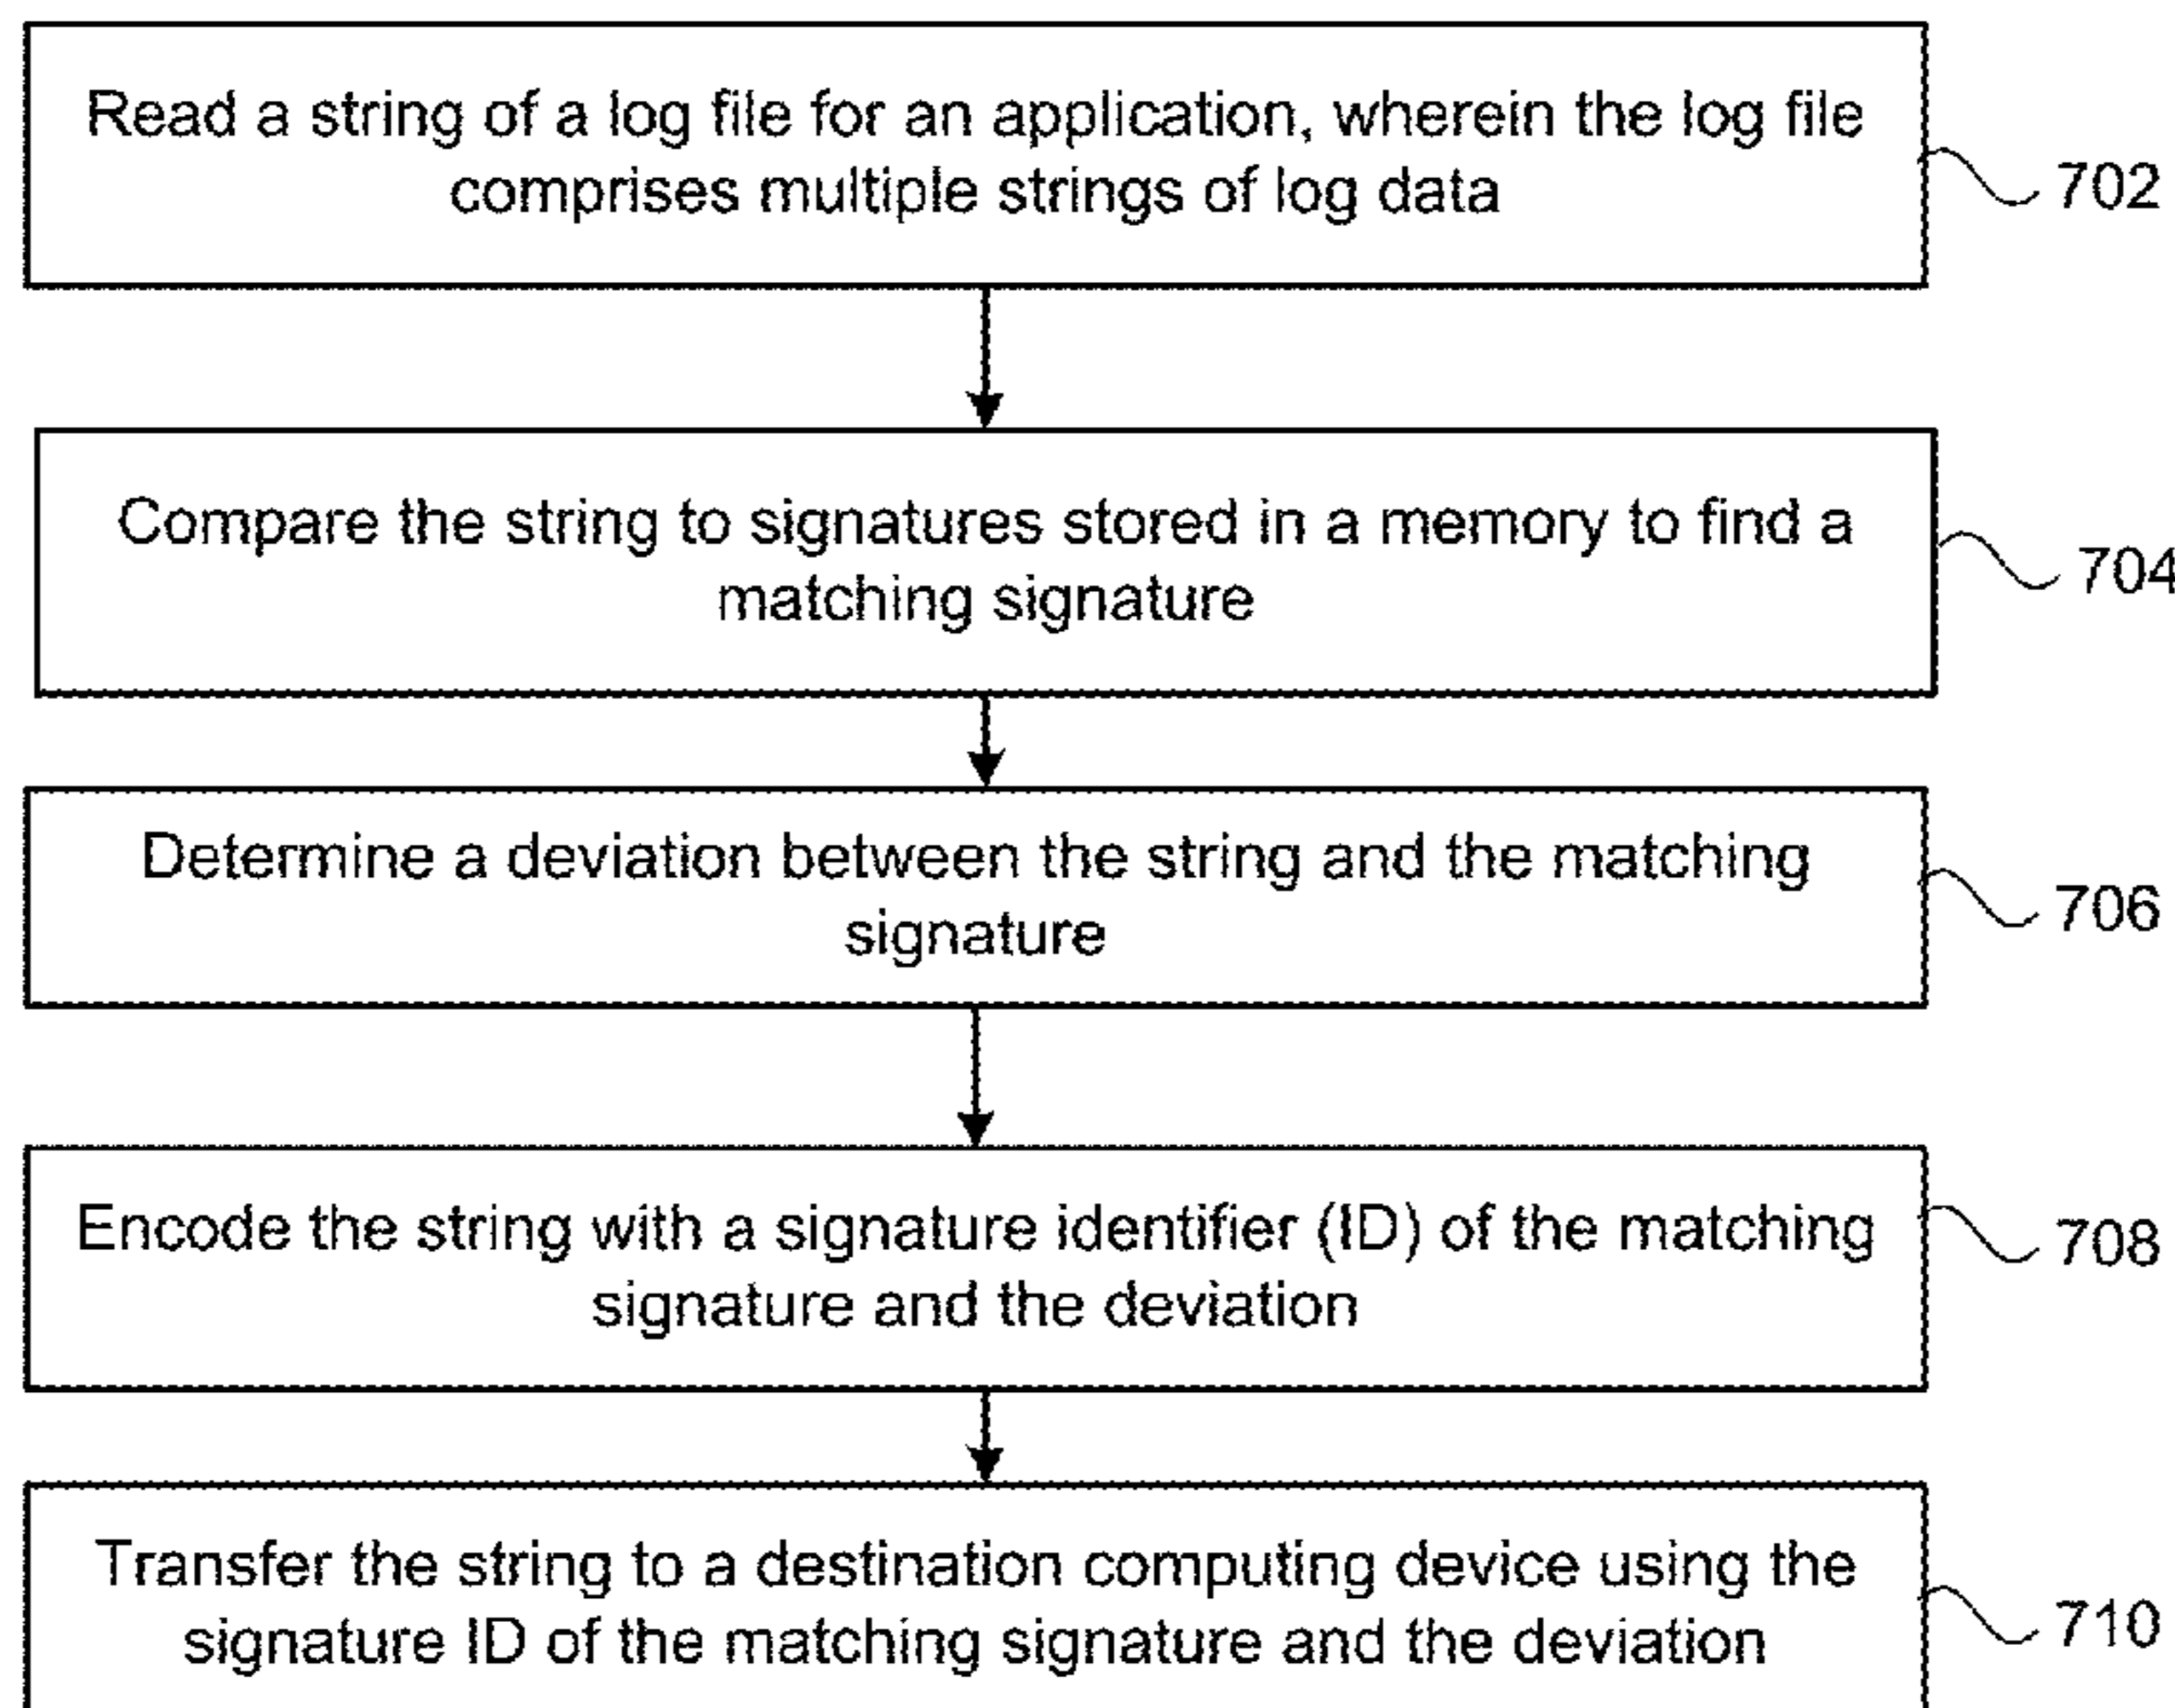 Read a string of a log file for an application, wherein the log file
comprises multiple strings of log data
702
Compare the string to signatures stored in a memory to find a
matching signature
704
Determine a deviation between the string and the matching
signature
706
Encode the string with a signature identifier (ID) of the matching
signature and the deviation
708
Transfer the string to a destination computing device using the
signature ID of the matching signature and the deviation
710